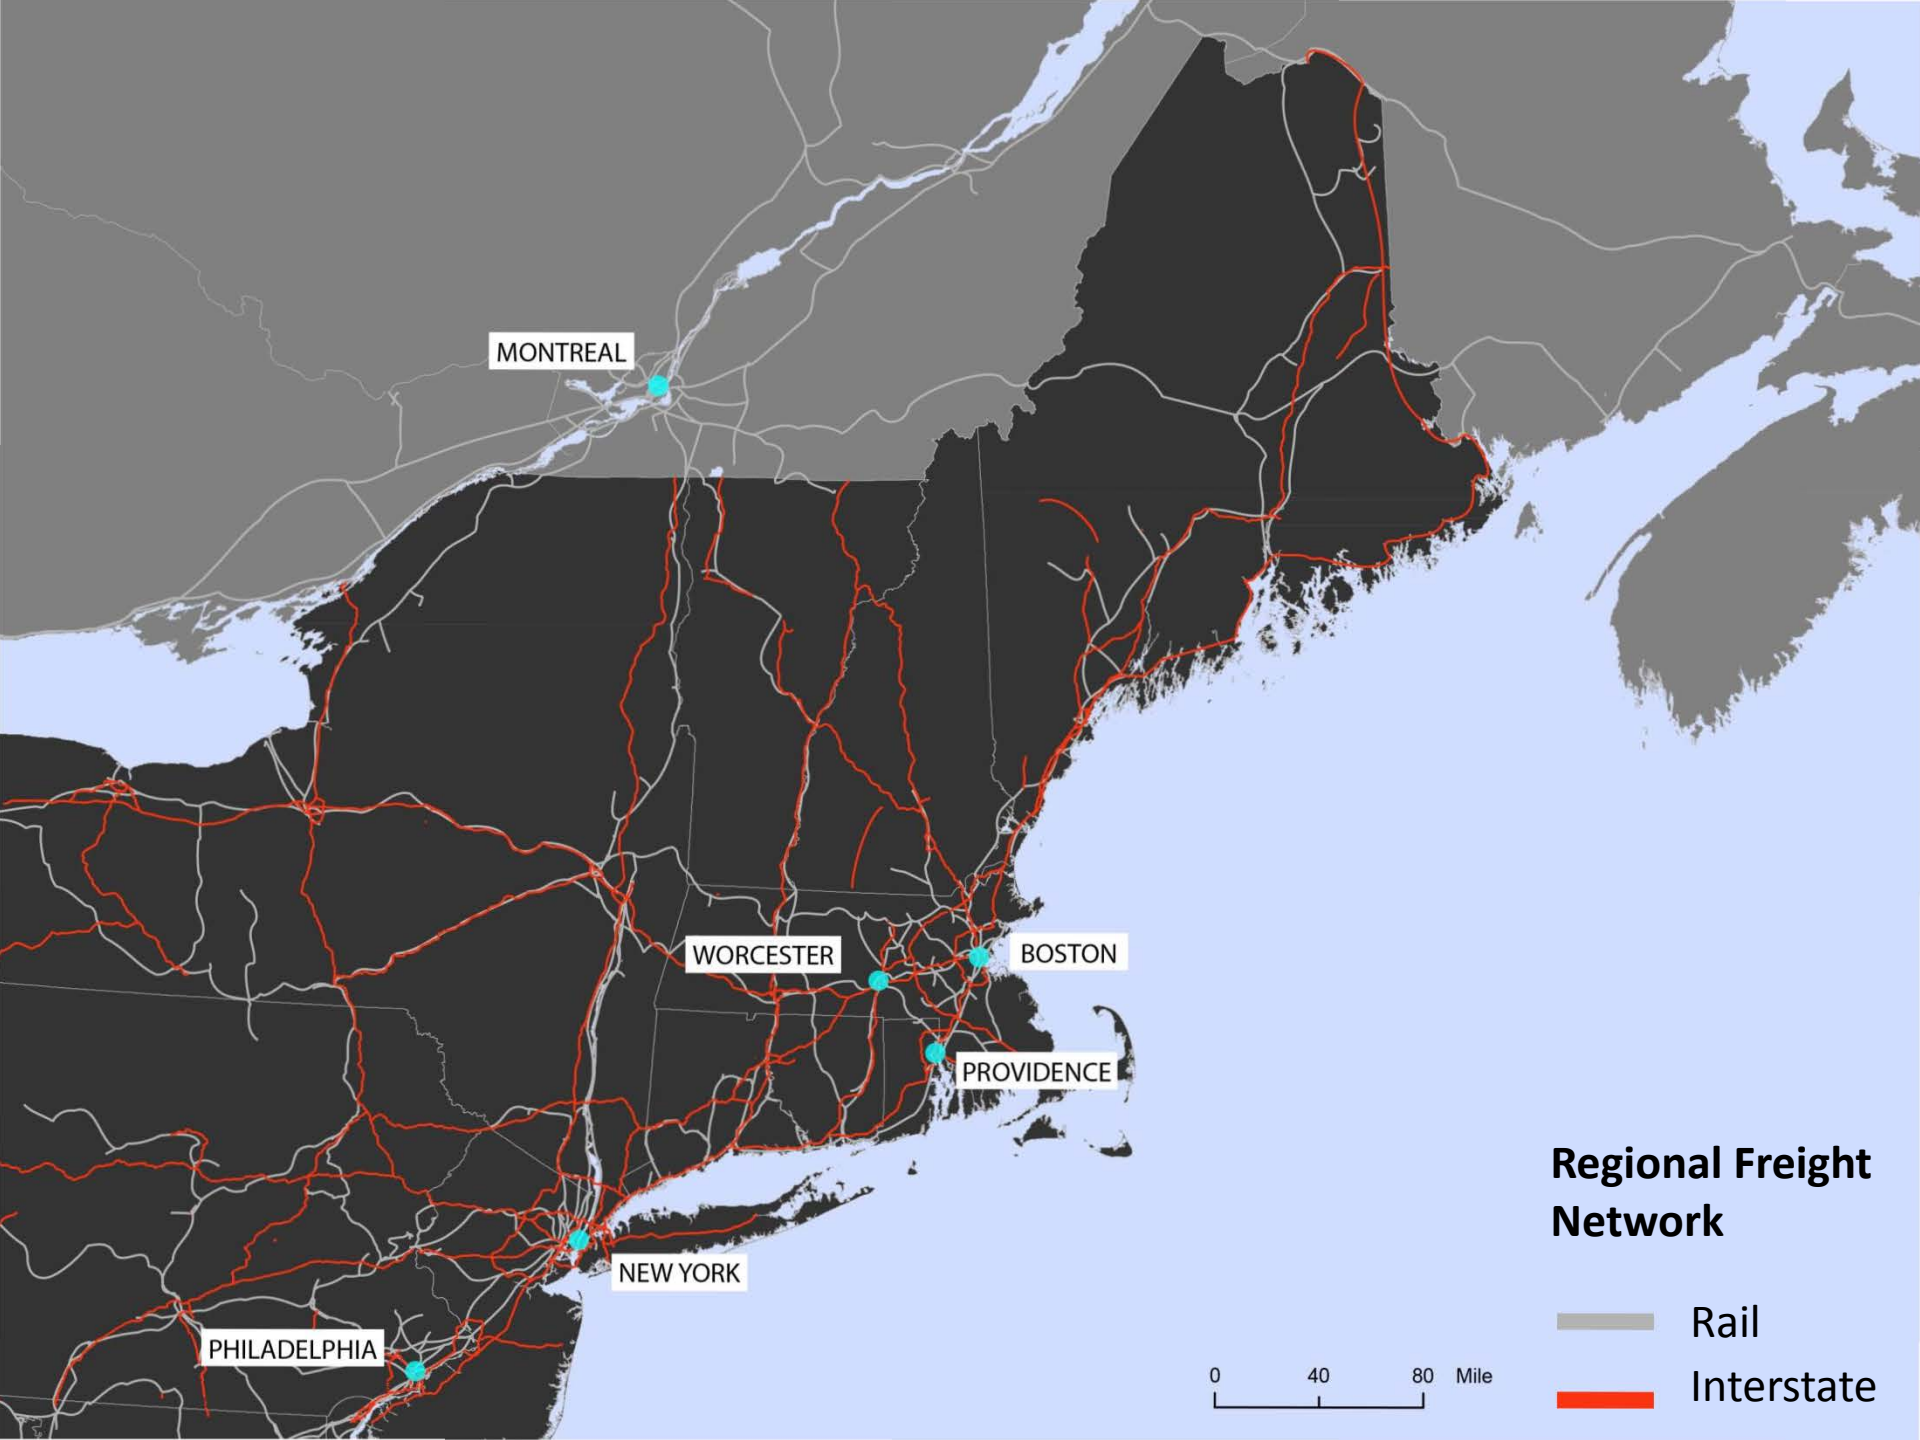 MONTREAL
WORCESTER
BOSTON
PROVIDENCE
NEW YORK
PHILADELPHIA
Regional Freight
Network
Rail
Interstate
0 40 80 Mile